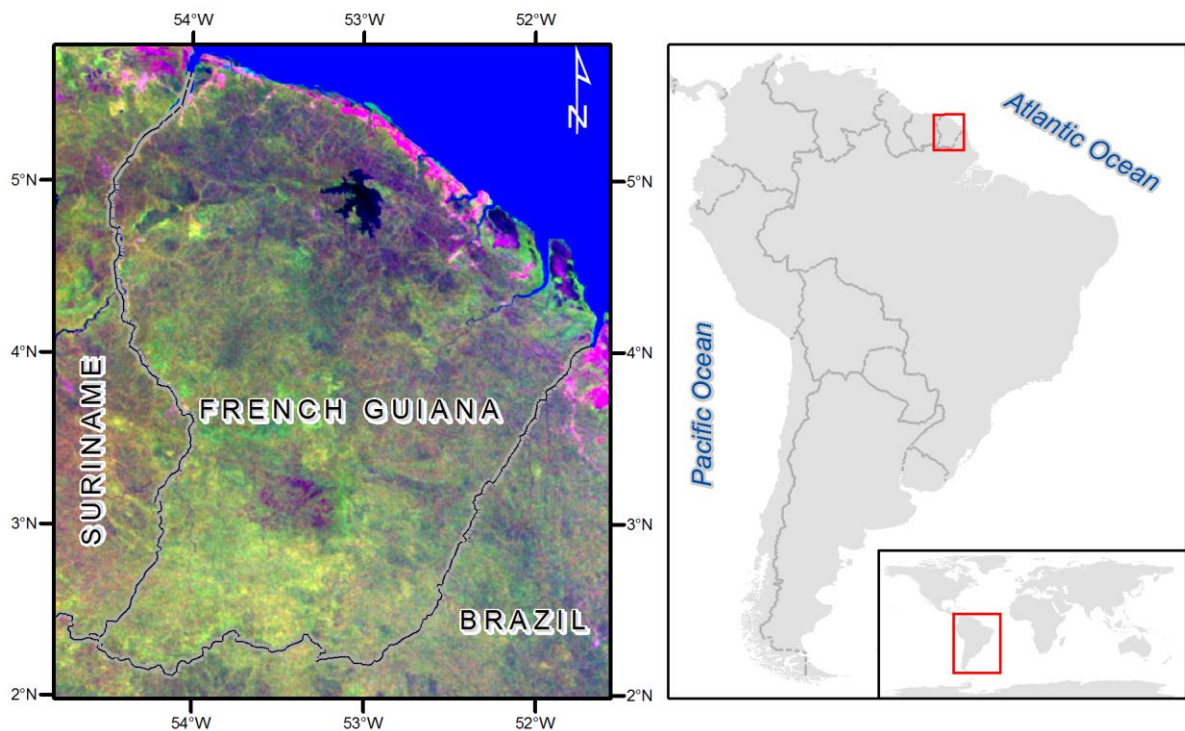 54°W
53°W
52°W
N
5°N
5°N
4°N
4°N
SURINAME
FRENCH GUIANA
3°N
3°N
BRAZIL
2°N
2°N
54°W
53°W
52°W
Atlantic Ocean
Pacific Ocean